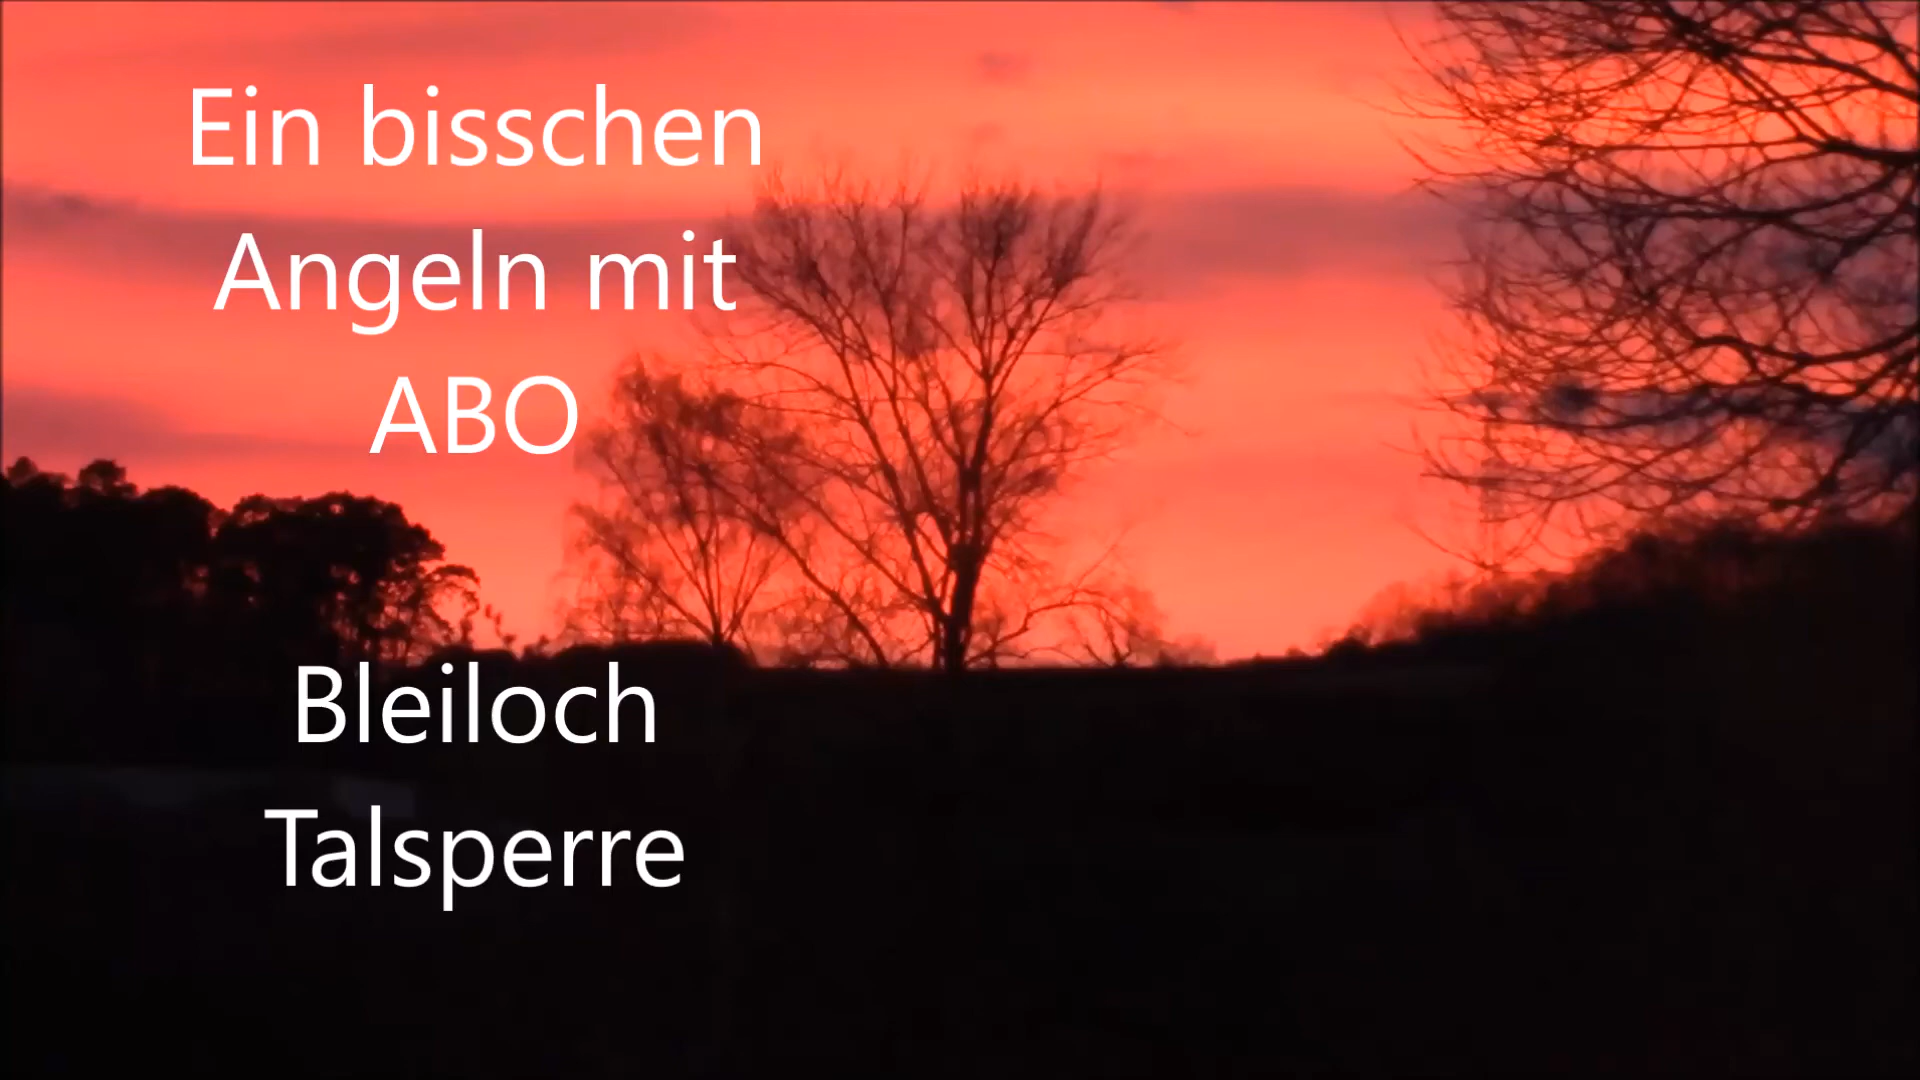 Ein bisschen
Angeln mit
ABO
Bleiloch
Talsperre